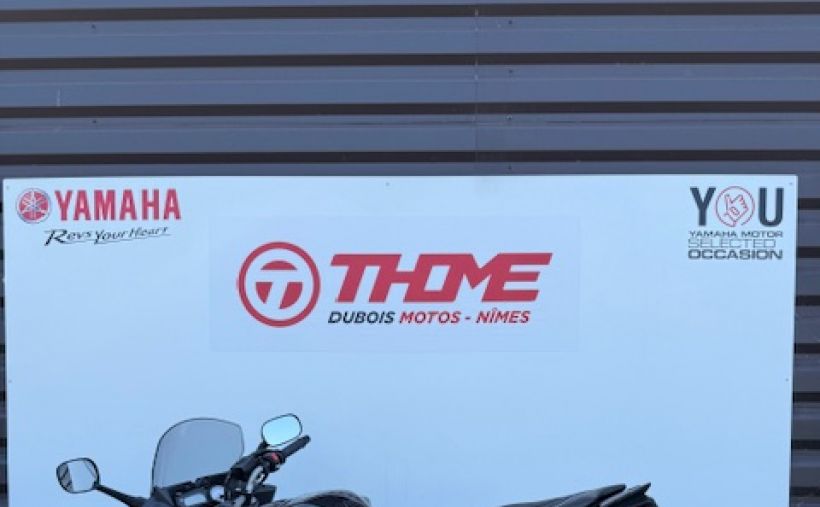 YAMAHA
Revs Your Heart
YOU
YAMAHA MOTOR
SELECTED
OCCASION
THOME
DUBOIS MOTOS - NÎMES